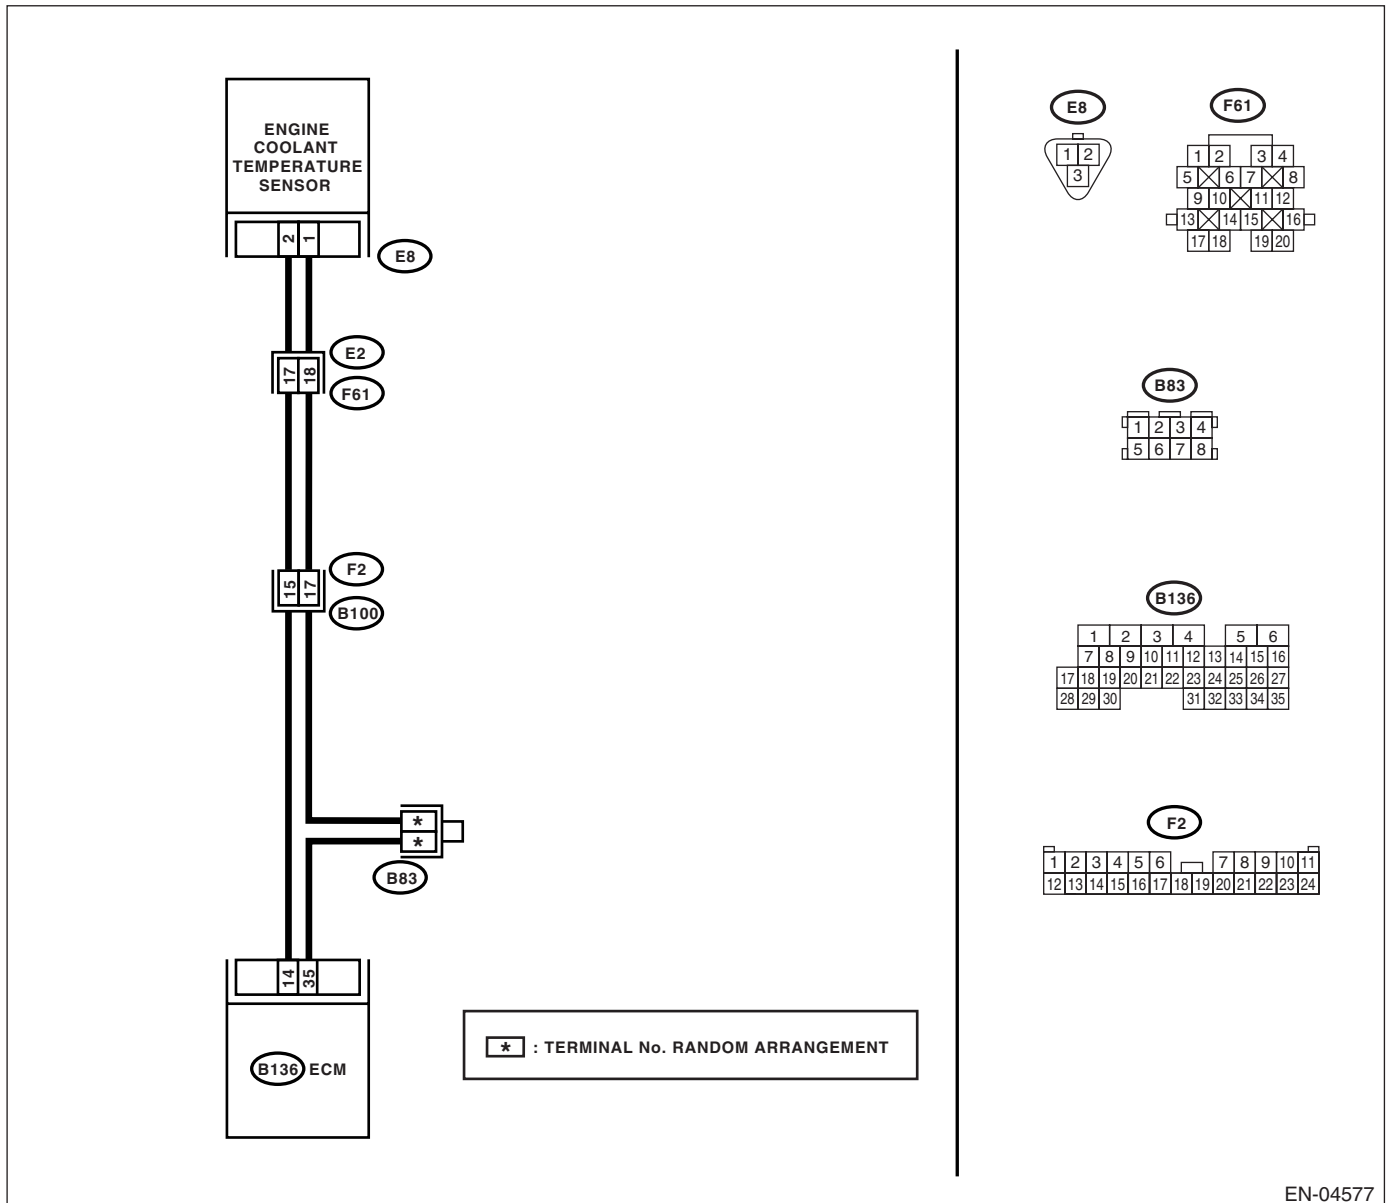 ENGINE
COOLANT
TEMPERATURE
SENSOR
2 1
E8
E2
17 18
F61
F2
15 17
B100
*
*
B83
14 35
B136 ECM
* : TERMINAL No. RANDOM ARRANGEMENT
E8
1 2
3
F61
1 2 3 4
5 6 7 8
9 10 11 12
13 14 15 16
17 18 19 20
B83
1 2 3 4
5 6 7 8
B136
1 2 3 4 5 6
7 8 9 10 11 12 13 14 15 16
17 18 19 20 21 22 23 24 25 26 27
28 29 30 31 32 33 34 35
F2
1 2 3 4 5 6 7 8 9 10 11
12 13 14 15 16 17 18 19 20 21 22 23 24
EN-04577